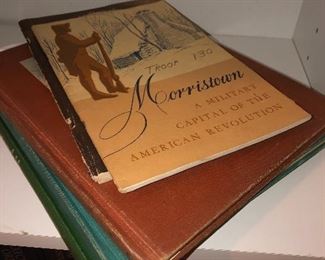 TROOP 130
Morristown
A MILITARY
CAPITAL OF THE
AMERICAN REVOLUTION